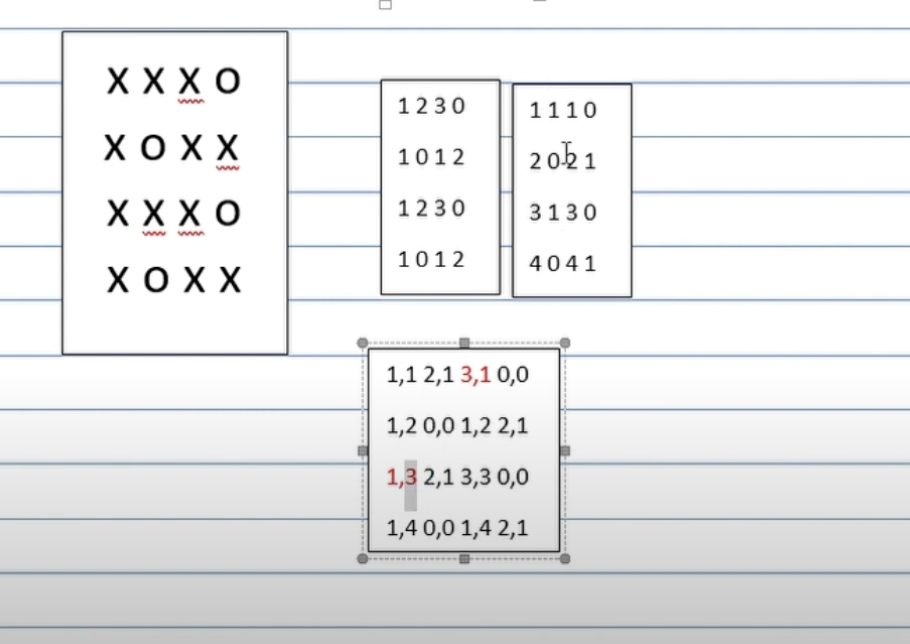 X X X O
X O X X
X X X O
X O X X
1 2 3 0
1 0 1 2
1 2 3 0
1 0 1 2
1 1 1 0
2 0 2 1
3 1 3 0
4 0 4 1
1,1 2,1 3,1 0,0
1,2 0,0 1,2 2,1
1,3 2,1 3,3 0,0
1,4 0,0 1,4 2,1